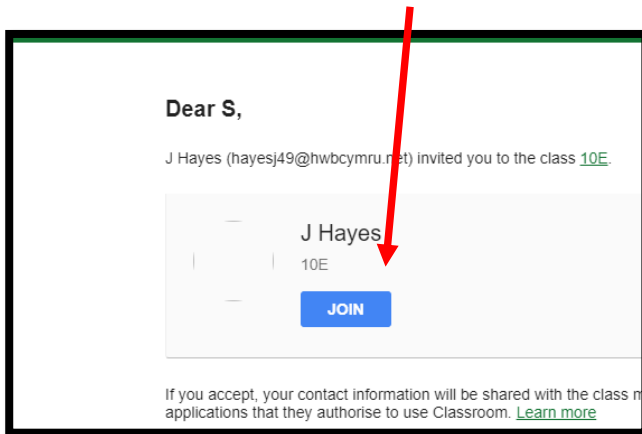 Dear S,
J Hayes (hayesj49@hwbcymru.net) invited you to the class 10E.
J Hayes
10E
JOIN
If you accept, your contact information will be shared with the class
applications that they authorise to use Classroom. Learn more